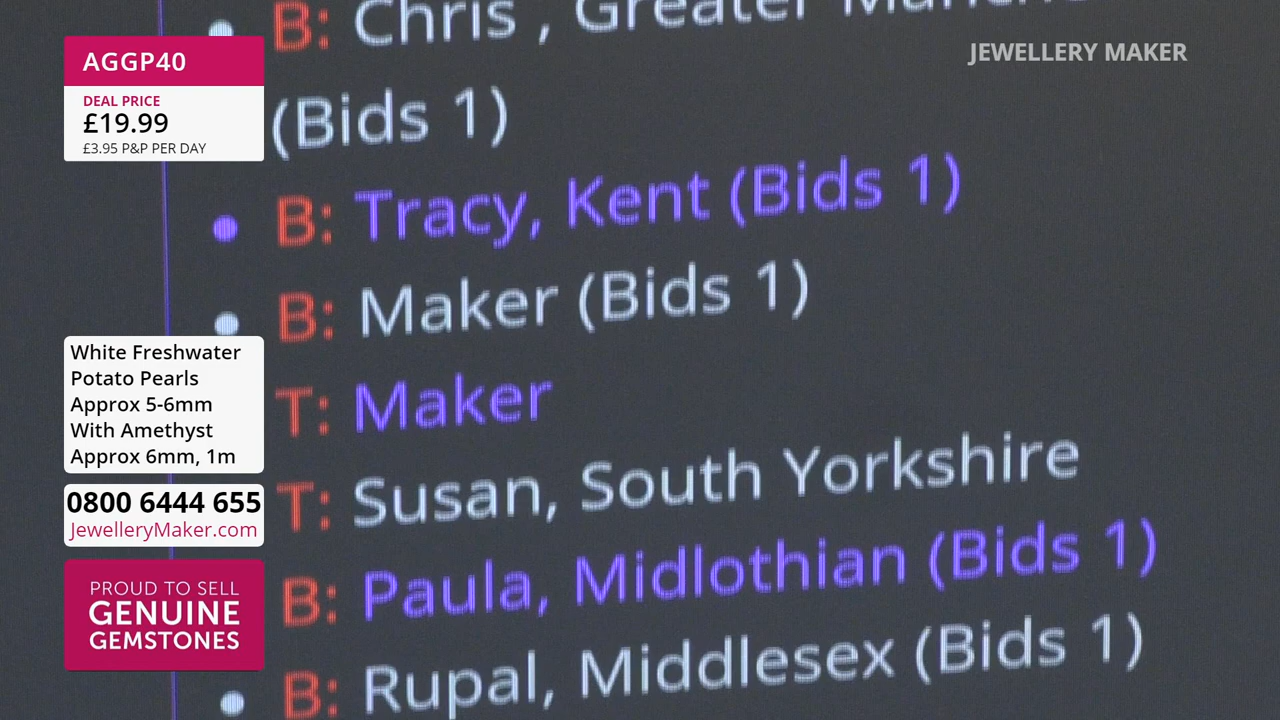 B: Chris , Greater
AGGP40
JEWELLERY MAKER
DEAL PRICE
£19.99
£3.95 P&P PER DAY
(Bids 1)
B: Tracy, Kent (Bids 1)
B: Maker (Bids 1)
White Freshwater
Potato Pearls
Approx 5-6mm
With Amethyst
Approx 6mm, 1m
T: Maker
T: Susan, South Yorkshire
0800 6444 655
JewelleryMaker.com
B: Paula, Midlothian (Bids 1)
PROUD TO SELL
GENUINE
GEMSTONES
B: Rupal, Middlesex (Bids 1)